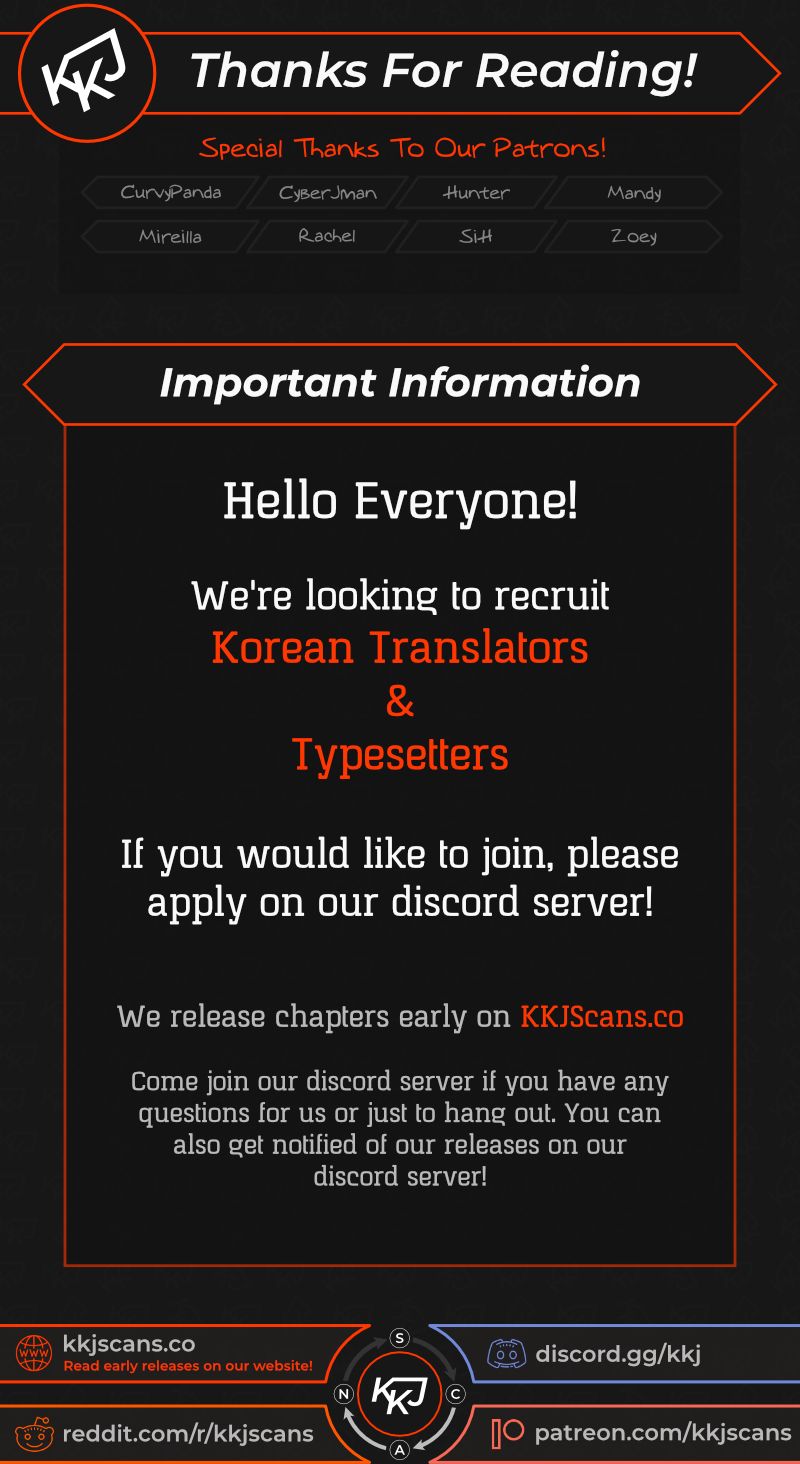 KKJ
Thanks For Reading!
Special Thanks To Our Patrons!
CurvyPanda CyberJman Hunter Mandy
Mireilla Rachel SiH Zoey
Important Information
Hello Everyone!
We're looking to recruit
Korean Translators
&
Typesetters
If you would like to join, please
apply on our discord server!
We release chapters early on KKJScans.co
Come join our discord server if you have any
questions for us or just to hang out. You can
also get notified of our releases on our
discord server!
WWW
kkjscans.co
Read early releases on our website!
reddit.com/r/kkjscans
S
C
A
N
KKJ
discord.gg/kkj
patreon.com/kkjscans